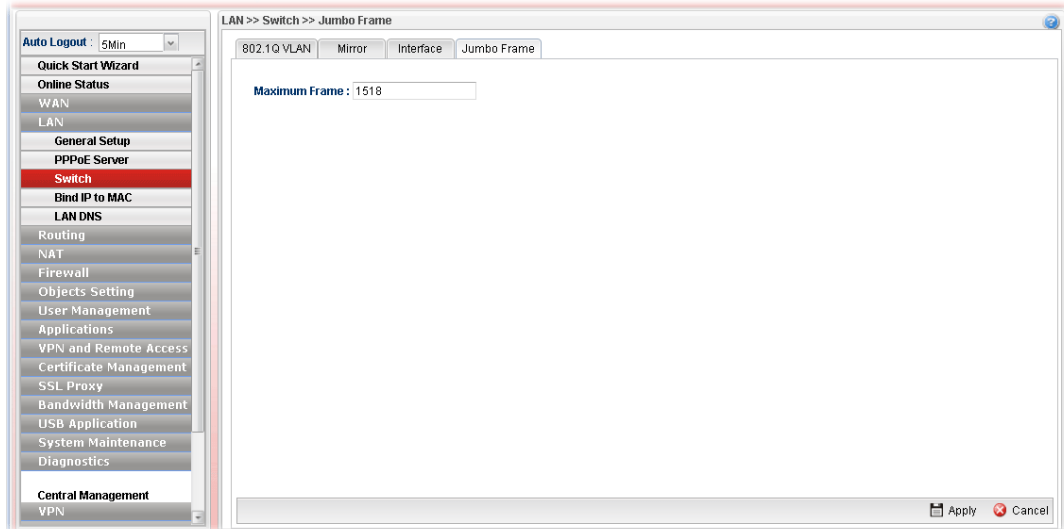 LAN >> Switch >> Jumbo Frame
Auto Logout : 5Min
Quick Start Wizard
Online Status
WAN
LAN
General Setup
PPPoE Server
Switch
Bind IP to MAC
LAN DNS
Routing
NAT
Firewall
Objects Setting
User Management
Applications
VPN and Remote Access
Certificate Management
SSL Proxy
Bandwidth Management
USB Application
System Maintenance
Diagnostics
Central Management
VPN
802.1Q VLAN Mirror Interface Jumbo Frame
Maximum Frame : 1518
Apply Cancel